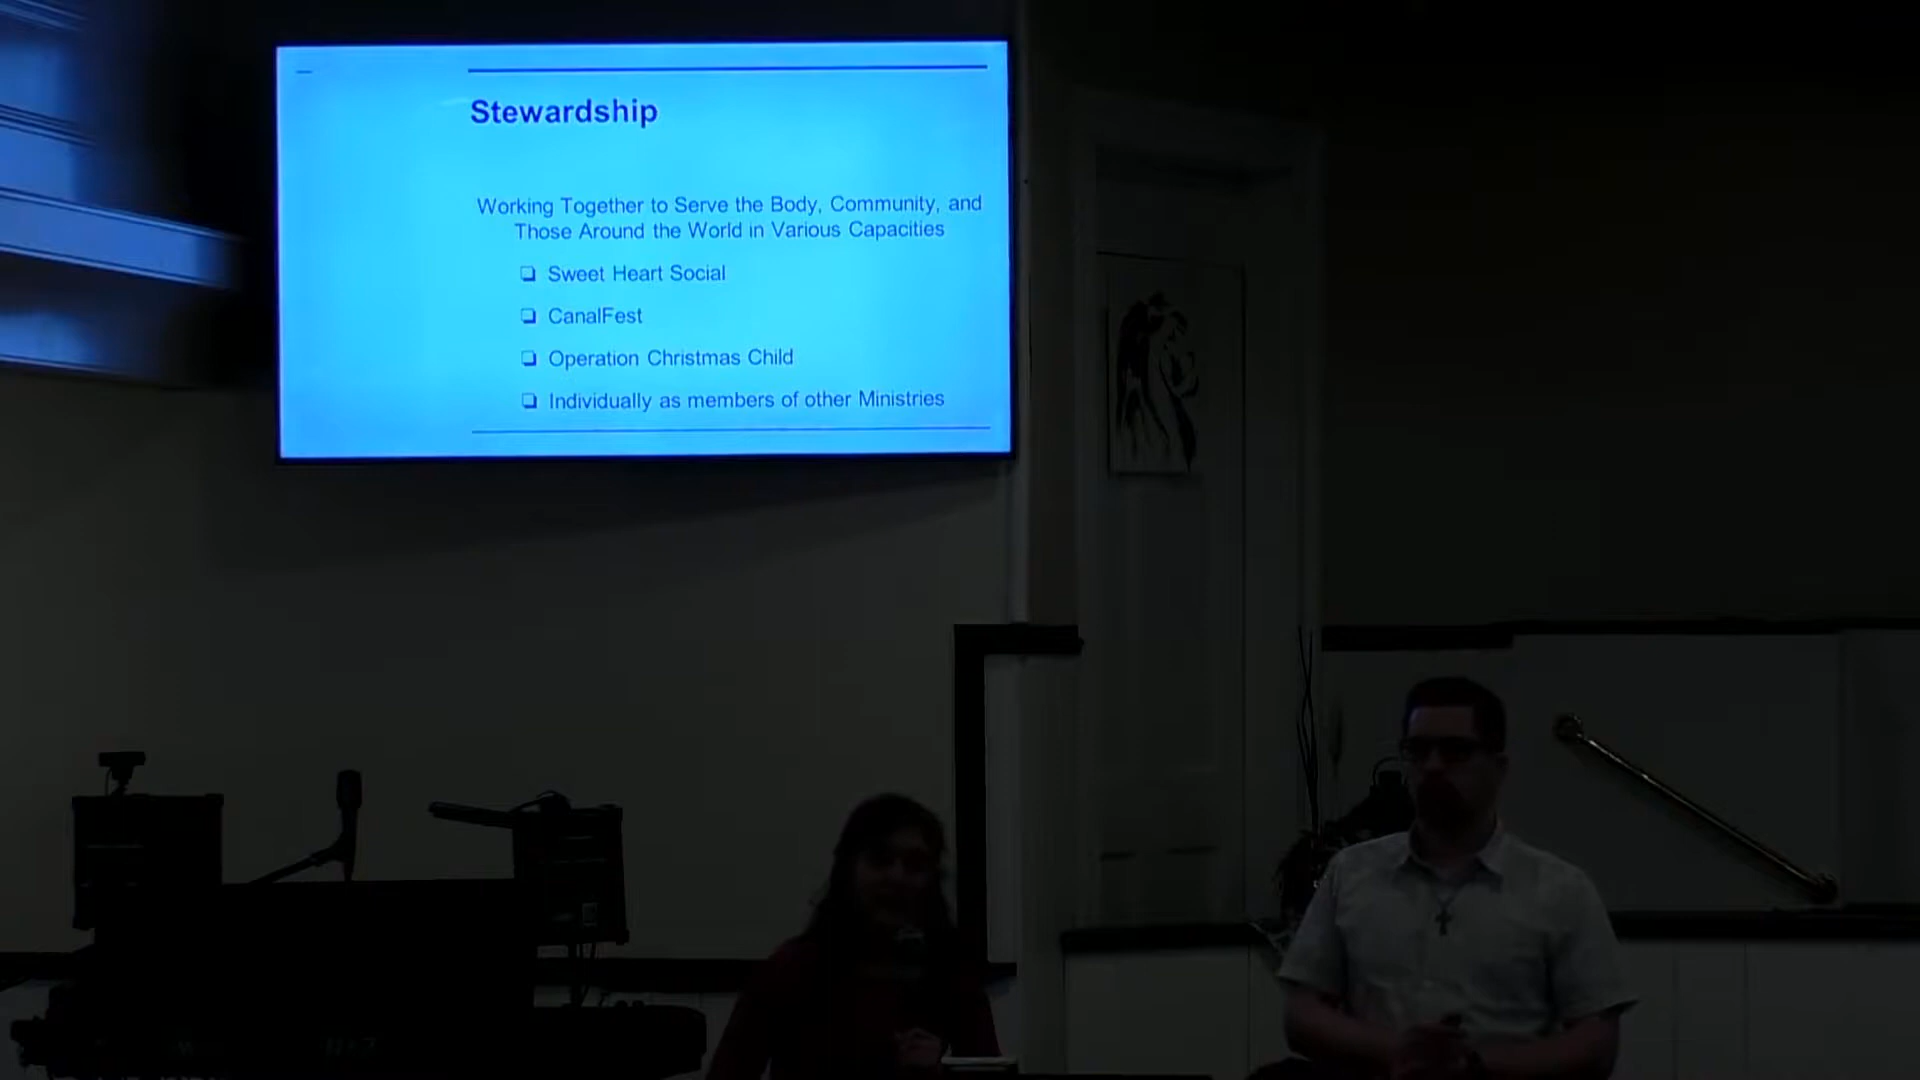 Stewardship
Working Together to Serve the Body, Community, and
Those Around the World in Various Capacities
❏ Sweet Heart Social
❏ CanalFest
❏ Operation Christmas Child
❏ Individually as members of other Ministries